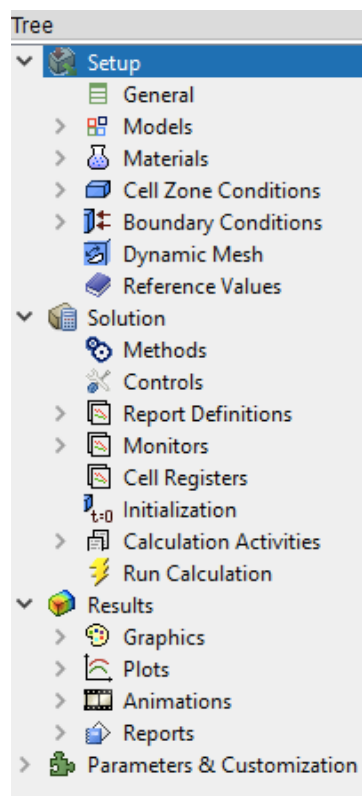 Tree
Setup
General
Models
Materials
Cell Zone Conditions
Boundary Conditions
Dynamic Mesh
Reference Values
Solution
Methods
Controls
Report Definitions
Monitors
Cell Registers
t=0 Initialization
Calculation Activities
Run Calculation
Results
Graphics
Plots
Animations
Reports
Parameters & Customization